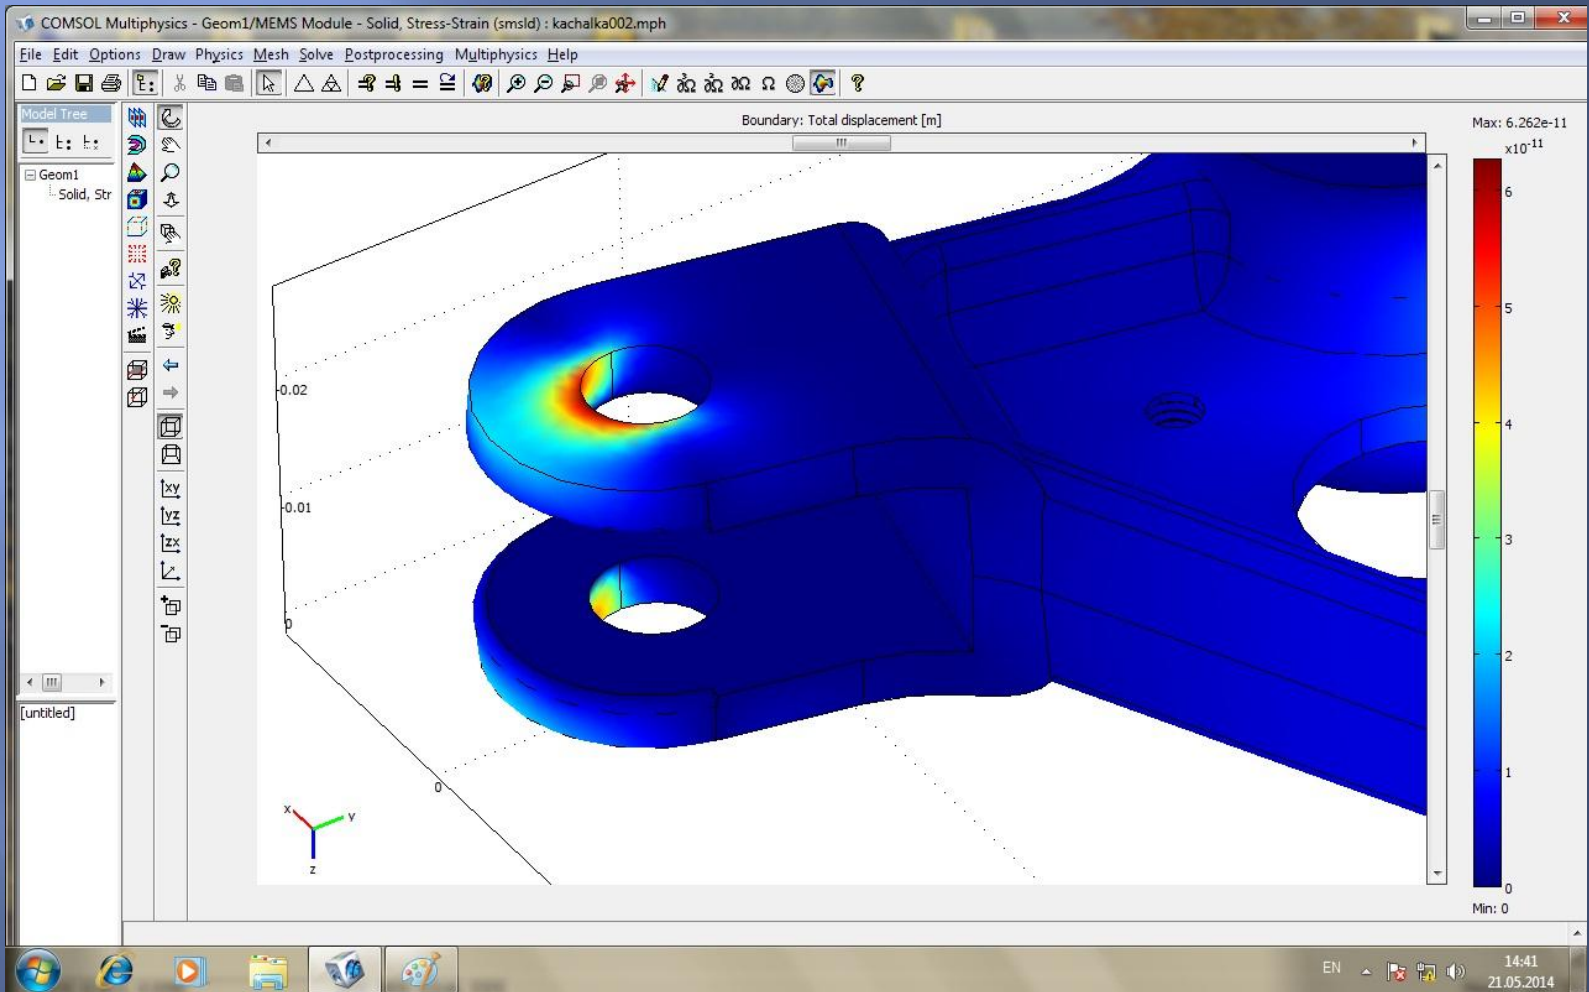 COMSOL Multiphysics - Geom1/MEMS Module - Solid, Stress-Strain (smsld) : kachalka002.mph
File Edit Options Draw Physics Mesh Solve Postprocessing Multiphysics Help
Model Tree
Geom1
Solid, Str
[untitled]
xy
yz
zx
Boundary: Total displacement [m]
Max: 6.262e-11
x10-11
6
5
4
3
2
1
0
Min: 0
-0.02
-0.01
0
0
x
y
z
EN
14:41
21.05.2014